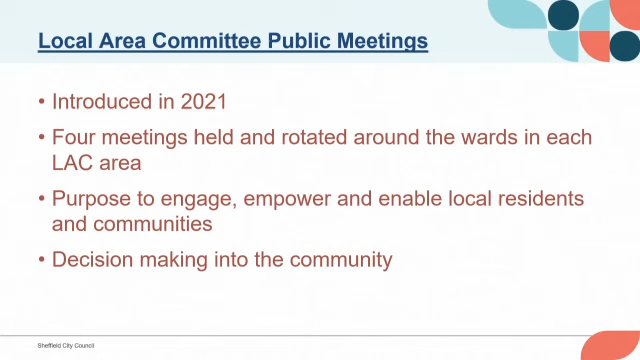 Local Area Committee Public Meetings
• Introduced in 2021
• Four meetings held and rotated around the wards in each
LAC area
• Purpose to engage, empower and enable local residents
and communities
• Decision making into the community
Sheffield City Council